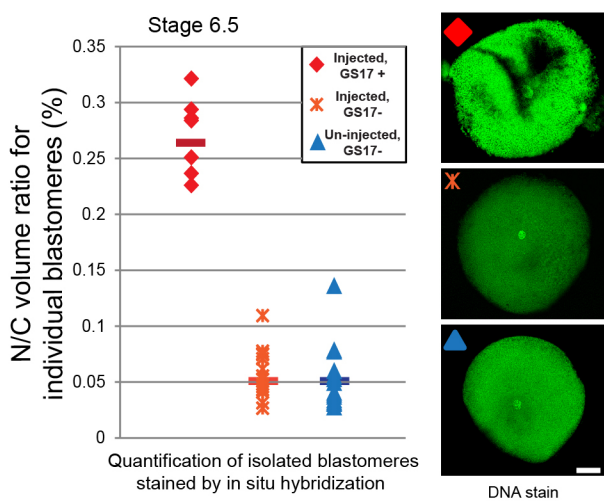 Stage 6.5
N/C volume ratio for
individual blastomeres (%)
0.35
0.3
0.25
0.2
0.15
0.1
0.05
0
Injected,
GS17 +
Injected,
GS17-
Un-injected,
GS17-
Quantification of isolated blastomeres
stained by in situ hybridization
DNA stain